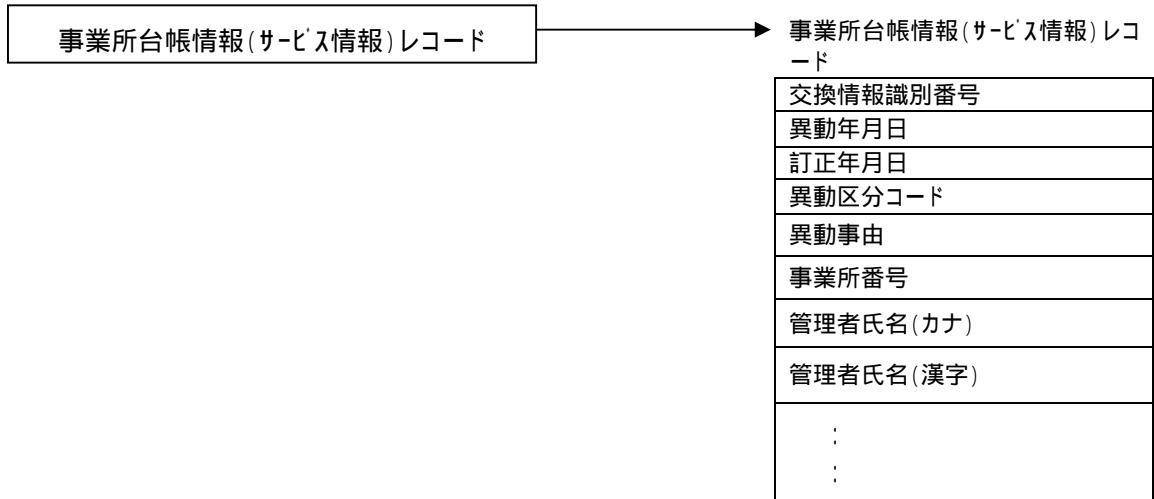 事業所台帳情報(ｻｰﾋﾞｽ情報)レコード
事業所台帳情報(ｻｰﾋﾞｽ情報)レコ
ード
交換情報識別番号
異動年月日
訂正年月日
異動区分コード
異動事由
事業所番号
管理者氏名(カナ)
管理者氏名(漢字)
:
: